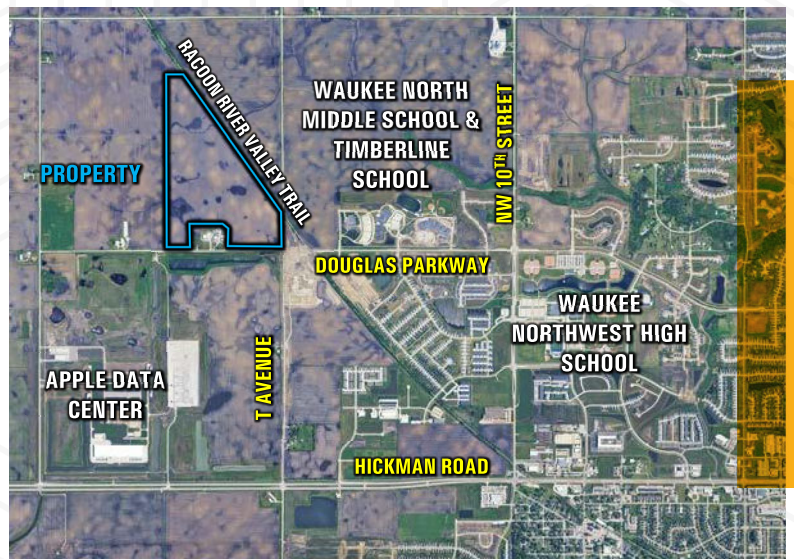 RACOON RIVER VALLEY TRAIL
WAUKEE NORTH
MIDDLE SCHOOL &
TIMBERLINE
SCHOOL
NW 10TH STREET
PROPERTY
DOUGLAS PARKWAY
WAUKEE
NORTHWEST HIGH
SCHOOL
T AVENUE
APPLE DATA
CENTER
HICKMAN ROAD